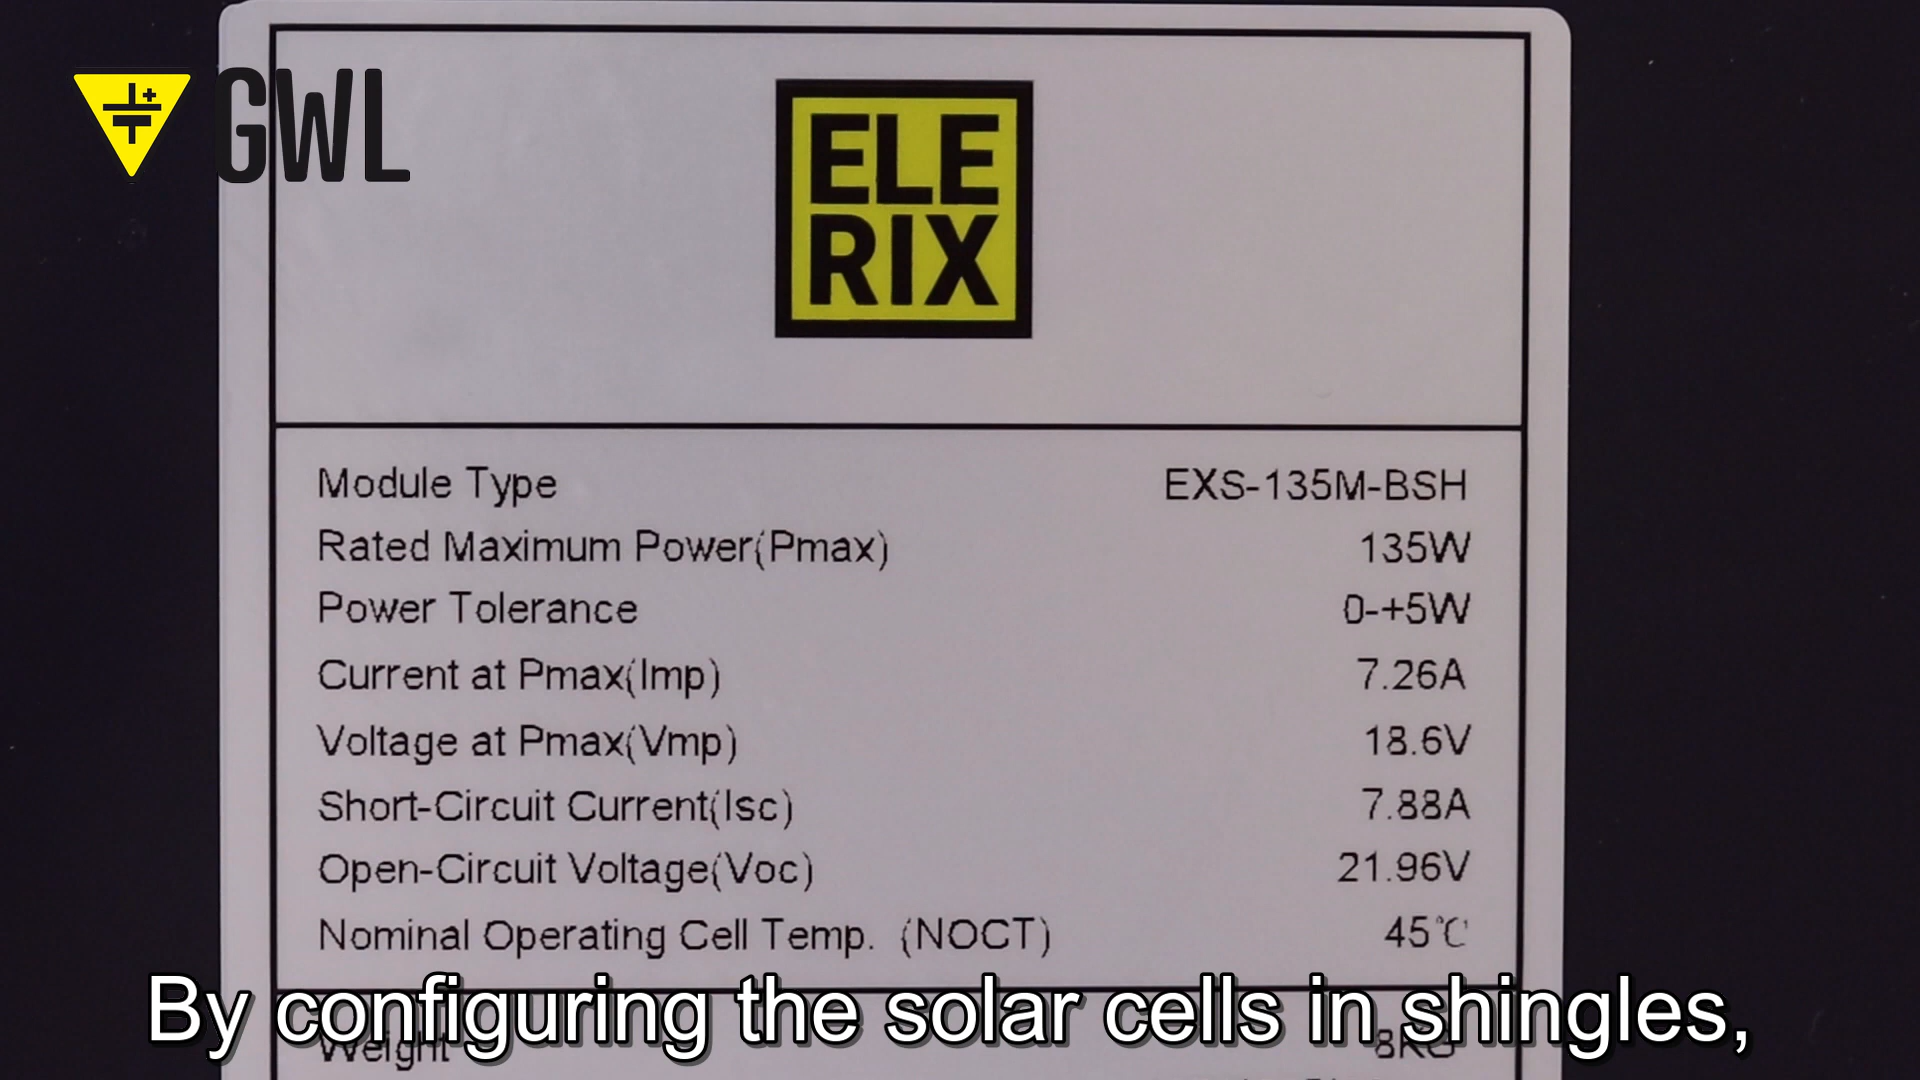 GWL
ELE
RIX
Module Type EXS-135M-BSH
Rated Maximum Power(Pmax) 135W
Power Tolerance 0-+5W
Current at Pmax(Imp) 7.26A
Voltage at Pmax(Vmp) 18.6V
Short-Circuit Current(Isc) 7.88A
Open-Circuit Voltage(Voc) 21.96V
Nominal Operating Cell Temp. (NOCT) 45℃
By configuring the solar cells in shingles,
Weight 8KG